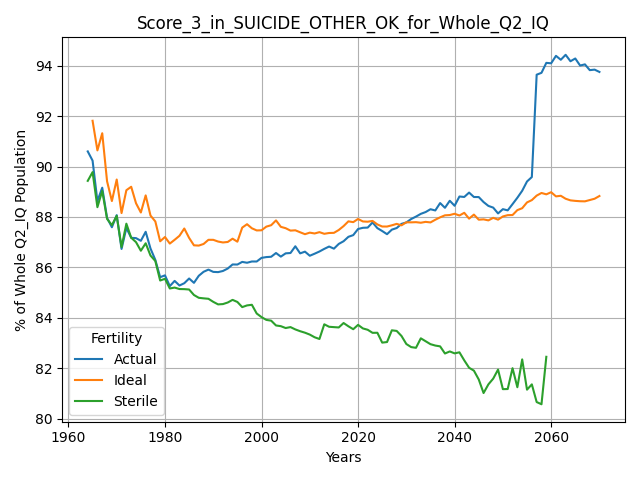 Score_3_in_SUICIDE_OTHER_OK_for_Whole_Q2_IQ
% of Whole Q2_IQ Population
94
92
90
88
86
84
82
80
Fertility
Actual
Ideal
Sterile
1960 1980 2000 2020 2040 2060
Years